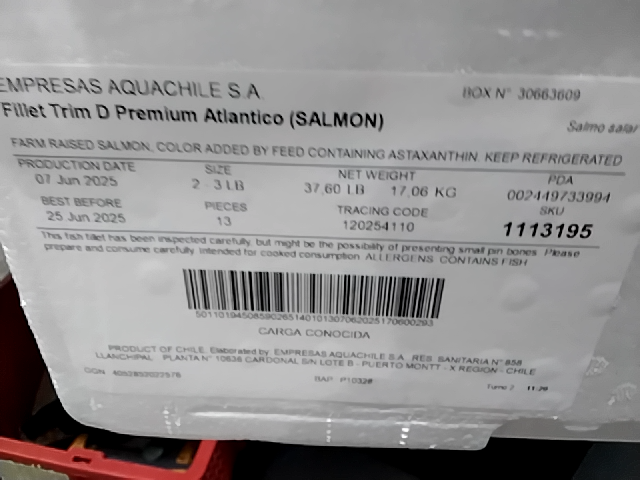 EMPRESAS AQUACHILE S.A. BOX N° 30663609
Fillet Trim D Premium Atlantico (SALMON) Salmo salar
FARM RAISED SALMON, COLOR ADDED BY FEED CONTAINING ASTAXANTHIN. KEEP REFRIGERATED
PRODUCTION DATE SIZE NET WEIGHT PDA
07 Jun 2025 2 - 3 LB 37,60 LB 17,06 KG 002449733994
BEST BEFORE PIECES TRACING CODE SKU
25 Jun 2025 13 120254110 1113195
This fish fillet has been inspected carefully, but might be the possibility of presenting small pin bones. Please
prepare and consume carefully. Intended for cooked consumption. ALLERGENS: CONTAINS FISH
CARGA CONOCIDA
PRODUCT OF CHILE, Elaborated by: EMPRESAS AQUACHILE S.A. RES. SANITARIA N° 858
LLANCHIPAL PLANTA N° 10636 CARDONAL S/N LOTE B - PUERTO MONTT - X REGION - CHILE
Turno 2 11:20